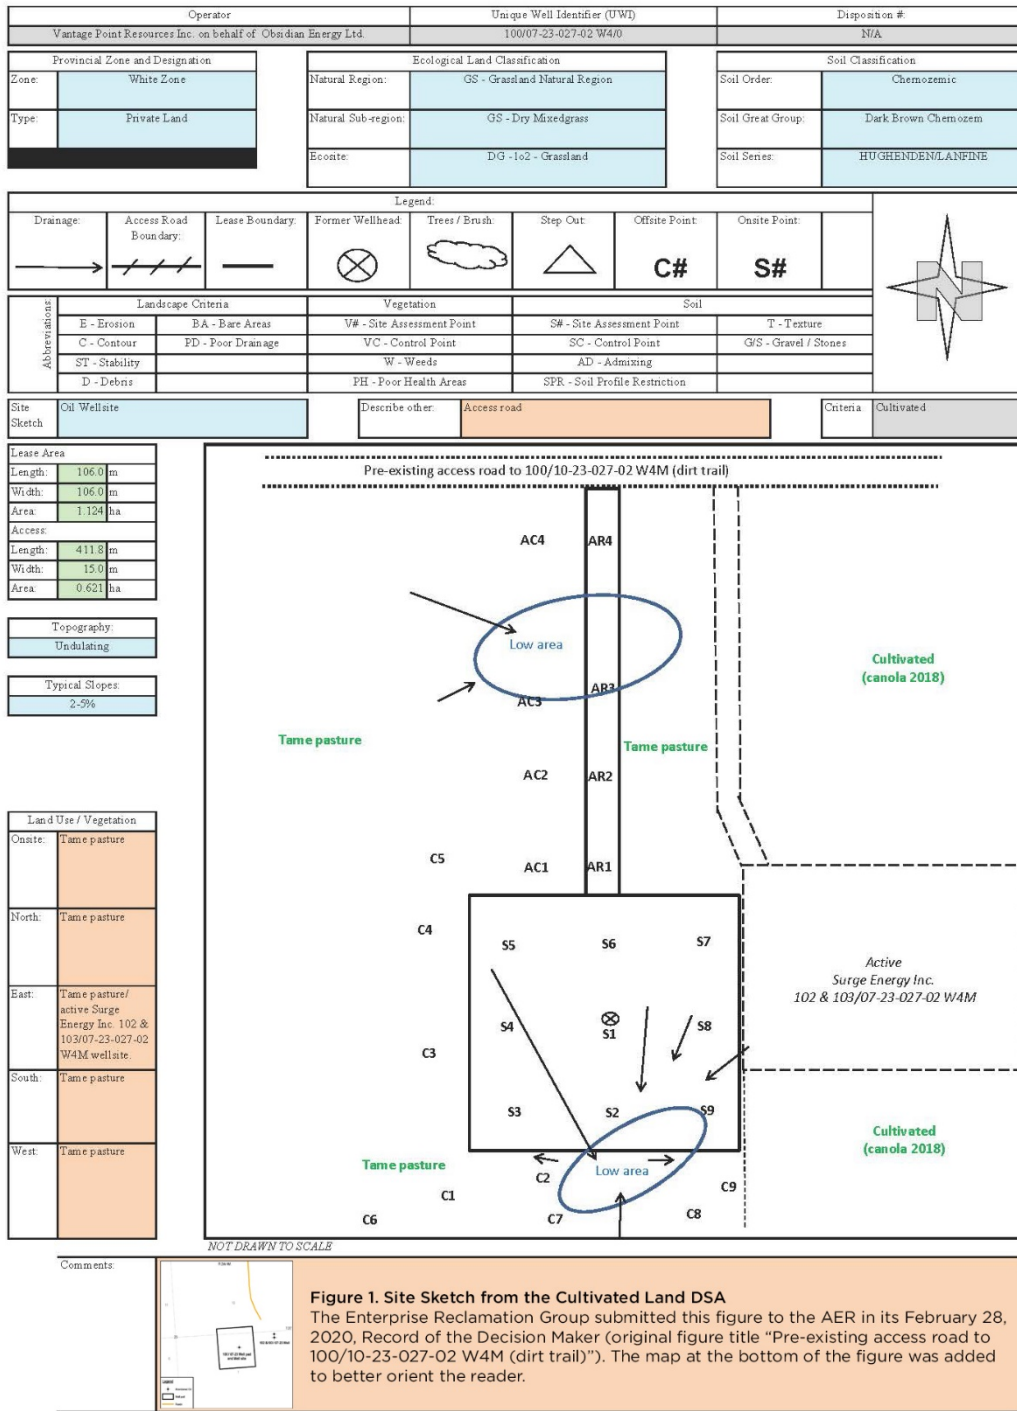 Operator Unique Well Identifier (UWI) Disposition #:
Vantage Point Resources Inc. on behalf of Obsidian Energy Ltd. 100/07-23-027-02 W4/0 N/A
Provincial Zone and Designation Ecological Land Classification Soil Classification
Zone: White Zone Natural Region: GS - Grassland Natural Region Soil Order: Chernozemic
Type: Private Land Natural Sub-region: GS - Dry Mixedgrass Soil Great Group: Dark Brown Chernozem
Ecosite: DG -1o2 - Grassland Soil Series: HUGHENDEN/LANFINE
Legend:
Drainage: Access Road Lease Boundary: Former Wellhead: Trees / Brush: Step Out: Offsite Point: Onsite Point:
Boundary:
C# S#
N
Abbreviations:
Landscape Criteria Vegetation Soil
E - Erosion BA - Bare Areas V# - Site Assessment Point S# - Site Assessment Point T - Texture
C - Contour PD - Poor Drainage VC - Control Point SC - Control Point G/S - Gravel / Stones
ST - Stability W - Weeds AD - Admixing
D - Debris PH - Poor Health Areas SPR - Soil Profile Restriction
Site Oil Wellsite Describe other: Access road Criteria Cultivated
Sketch
Lease Area
Length: 106.0 m
Width: 106.0 m
Area: 1.124 ha
Access:
Length: 411.8 m
Width: 15.0 m
Area: 0.621 ha
Topography:
Undulating
Typical Slopes:
2-5%
Land Use / Vegetation
Onsite: Tame pasture
North: Tame pasture
East: Tame pasture/
active Surge
Energy Inc. 102 &
103/07-23-027-02
W4M wellsite.
South: Tame pasture
West: Tame pasture
Pre-existing access road to 100/10-23-027-02 W4M (dirt trail)
AC4 AR4
Low area
Cultivated
(canola 2018)
AC3 AR3
Tame pasture Tame pasture
AC2 AR2
C5 AC1 AR1
C4 S5 S6 S7
Active
Surge Energy Inc.
102 & 103/07-23-027-02 W4M
S4 S1 S8
C3
S3 S2 S9
Cultivated
(canola 2018)
Tame pasture Low area
C2
C1 C9
C6 C7 C8
NOT DRAWN TO SCALE
Comments:
Figure 1. Site Sketch from the Cultivated Land DSA
The Enterprise Reclamation Group submitted this figure to the AER in its February 28,
2020, Record of the Decision Maker (original figure title “Pre-existing access road to
100/10-23-027-02 W4M (dirt trail)”). The map at the bottom of the figure was added
to better orient the reader.